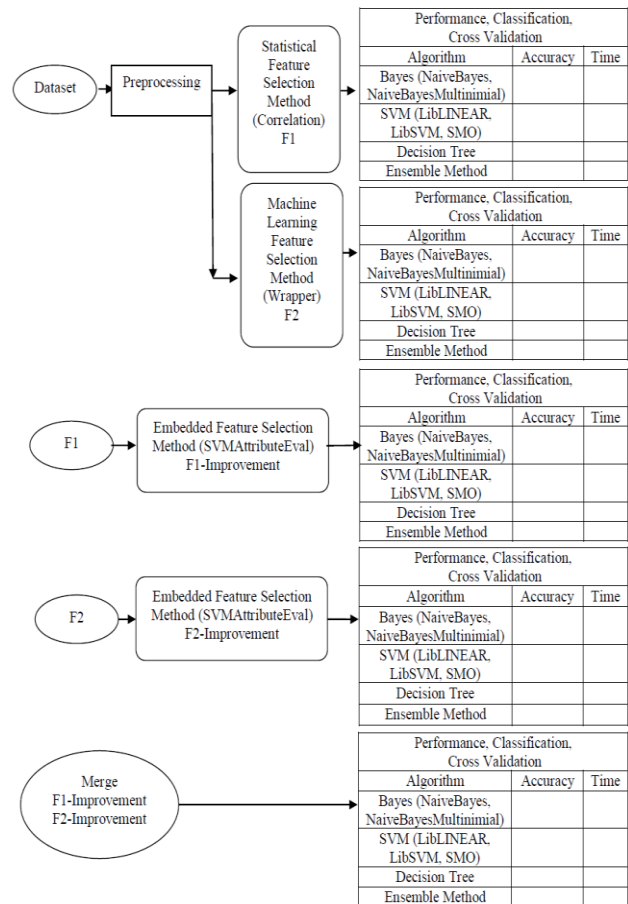 Dataset
Preprocessing
Statistical
Feature
Selection
Method
(Correlation)
F1
Performance, Classification,
Cross Validation
Algorithm Accuracy Time
Bayes (NaiveBayes,
NaiveBayesMultinimial)
SVM (LibLINEAR,
LibSVM, SMO)
Decision Tree
Ensemble Method
Machine
Learning
Feature
Selection
Method
(Wrapper)
F2
Performance, Classification,
Cross Validation
Algorithm Accuracy Time
Bayes (NaiveBayes,
NaiveBayesMultinimial)
SVM (LibLINEAR,
LibSVM, SMO)
Decision Tree
Ensemble Method
F1
Embedded Feature Selection
Method (SVMAttributeEval)
F1-Improvement
Performance, Classification,
Cross Validation
Algorithm Accuracy Time
Bayes (NaiveBayes,
NaiveBayesMultinimial)
SVM (LibLINEAR,
LibSVM, SMO)
Decision Tree
Ensemble Method
F2
Embedded Feature Selection
Method (SVMAttributeEval)
F2-Improvement
Performance, Classification,
Cross Validation
Algorithm Accuracy Time
Bayes (NaiveBayes,
NaiveBayesMultinimial)
SVM (LibLINEAR,
LibSVM, SMO)
Decision Tree
Ensemble Method
Merge
F1-Improvement
F2-Improvement
Performance, Classification,
Cross Validation
Algorithm Accuracy Time
Bayes (NaiveBayes,
NaiveBayesMultinimial)
SVM (LibLINEAR,
LibSVM, SMO)
Decision Tree
Ensemble Method